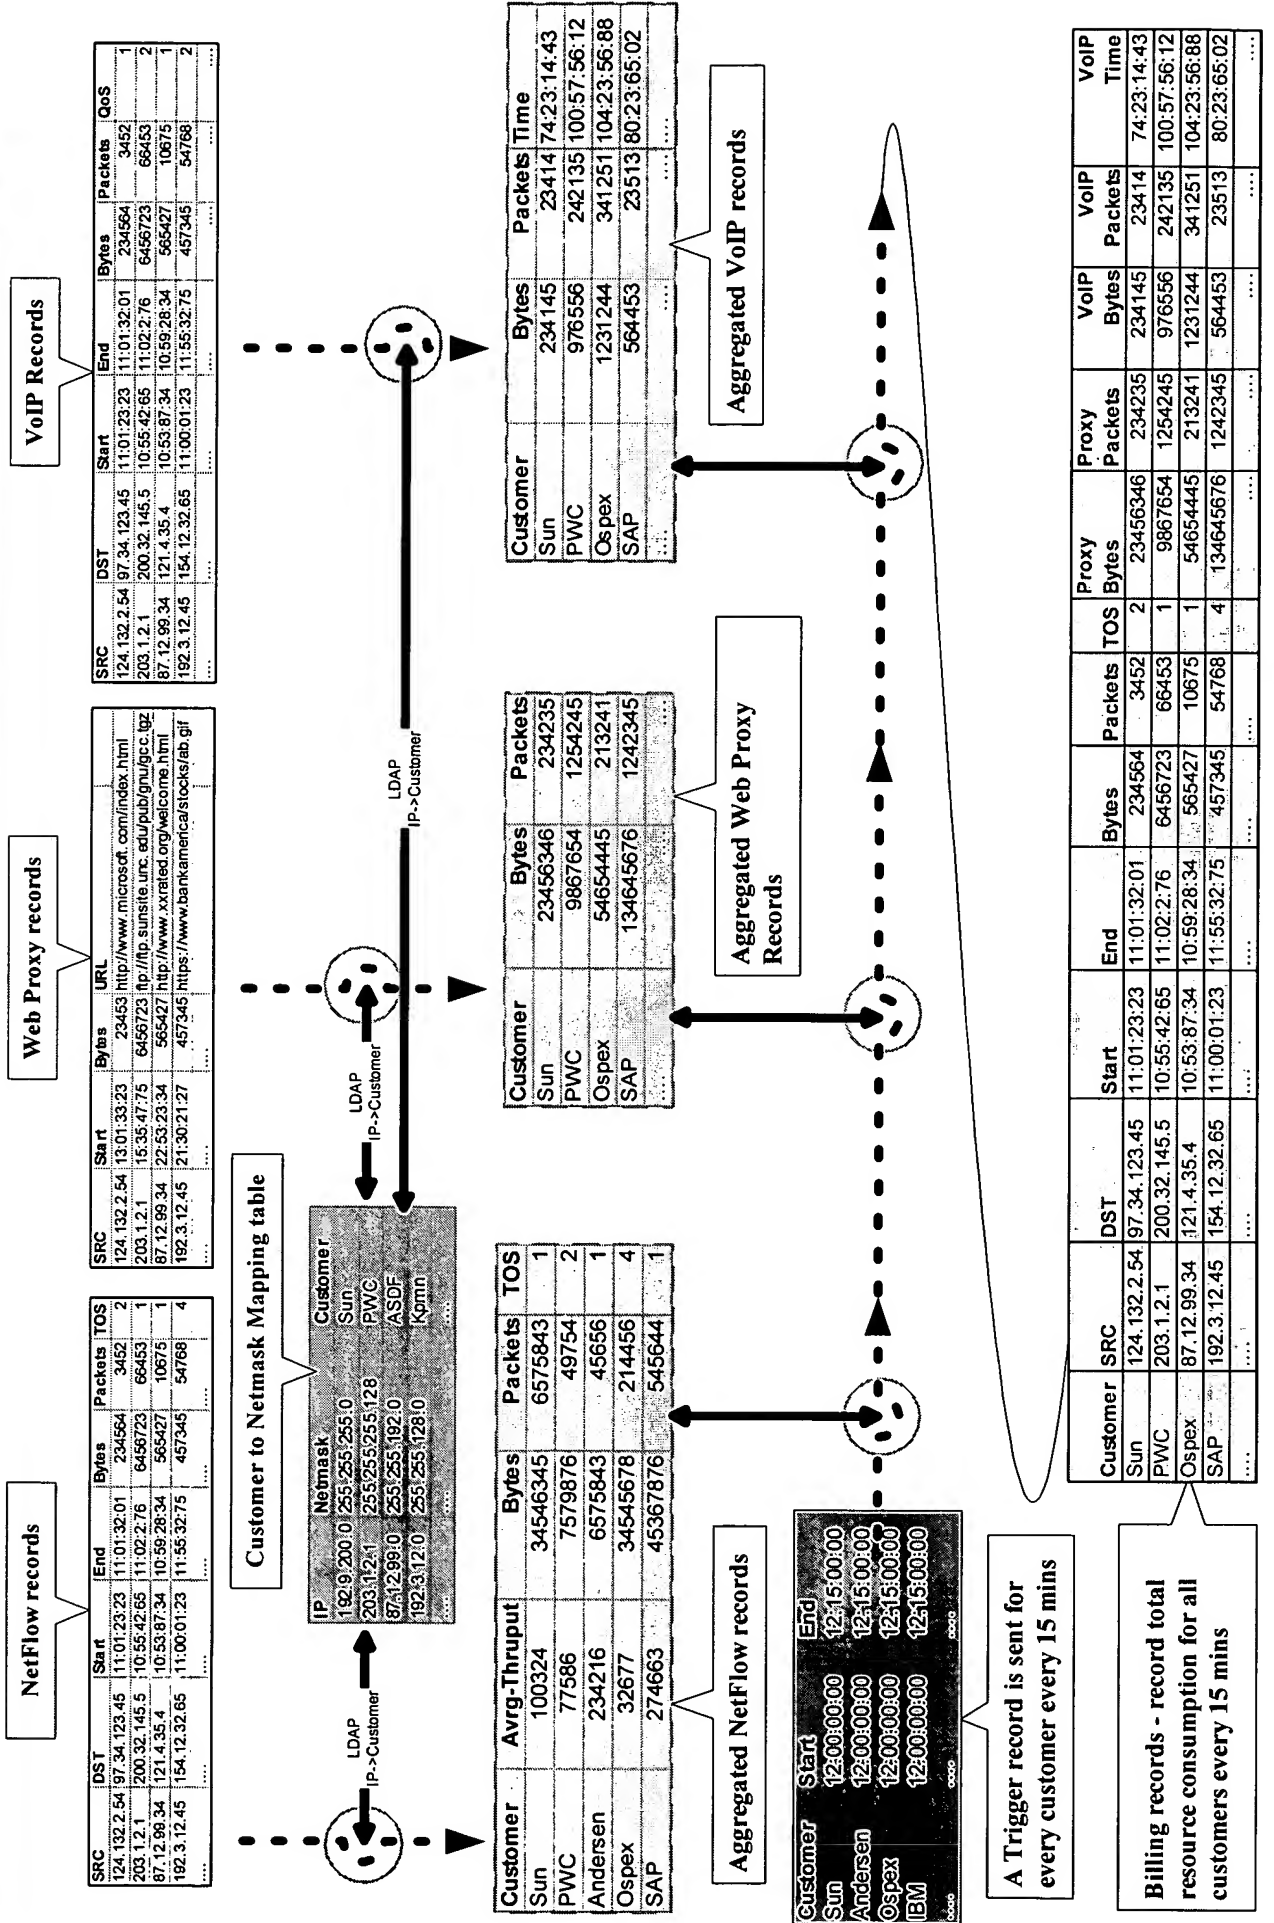 NetFlow records
SRC DST Start End Bytes Packets TOS
124.132.2.54 97.34.123.45 11:01:23:23 11:01:32:01 234564 3452 2
203.1.2.1 200.32.145.5 10:55:42:65 11:02:2:76 6456723 66453 1
87.12.99.34 121.4.35.4 10:53:87:34 10:59:28:34 565427 10675 1
192.3.12.45 154.12.32.65 11:00:01:23 11:55:32:75 457345 54768 4
.... ....
Web Proxy records
SRC Start Bytes URL
124.132.2.54 13:01:33:23 23453 http://www.microsoft.com/index.html
203.1.2.1 15:35:47:75 6456723 ftp://ftp.sunsite.unc.edu/pub/gnu/gcc.tgz
87.12.99.34 22:53:23:34 565427 http://www.xxrated.org/welcome.html
192.3.12.45 21:30:21:27 457345 https://www.bankamerica/stocks/ab.gif
.... ....
VoIP Records
SRC DST Start End Bytes Packets QoS
124.132.2.54 97.34.123.45 11:01:23:23 11:01:32:01 234564 3452 1
203.1.2.1 200.32.145.5 10:55:42:65 11:02:2:76 6456723 66453 2
87.12.99.34 121.4.35.4 10:53:87:34 10:59:28:34 565427 10675 1
192.3.12.45 154.12.32.65 11:00:01:23 11:55:32:75 457345 54768 2
.... ....
Customer to Netmask Mapping table
IP Netmask Customer
192.9.200.0 255.255.255.0 Sun
203.1.2.1 255.255.255.128 PWC
87.12.99.0 255.255.192.0 ASDF
192.3.12.0 255.255.128.0 Kpmn
.... ....
LDAP
IP->Customer
LDAP
IP->Customer
LDAP
IP->Customer
Customer Avrg-Thruput Bytes Packets TOS
Sun 100324 34546345 6575843 1
PWC 77586 7579876 49754 2
Andersen 234216 6575843 45656 1
Ospex 32677 34545678 214456 4
SAP 274663 45367876 545644 1
Aggregated NetFlow records
Customer Bytes Packets
Sun 23456346 234235
PWC 9867654 1254245
Ospex 54654445 213241
SAP 134645676 1242345
.... ....
Aggregated Web Proxy
Records
Customer Bytes Packets Time
Sun 234145 23414 74:23:14:43
PWC 976556 242135 100:57:56:12
Ospex 1231244 341251 104:23:56:88
SAP 564453 23513 80:23:65:02
.... ....
Aggregated VoIP records
Customer Start End
Sun 12:00:00:00 12:15:00:00
Andersen 12:00:00:00 12:15:00:00
Ospex 12:00:00:00 12:15:00:00
IBM 12:00:00:00 12:15:00:00
.... .... ....
A Trigger record is sent for
every customer every 15 mins
Customer SRC DST Start End Bytes Packets TOS Proxy Bytes Proxy Packets VoIP Bytes VoIP Packets VoIP Time
Sun 124.132.2.54 97.34.123.45 11:01:23:23 11:01:32:01 234564 3452 2 23456346 234235 234145 23414 74:23:14:43
PWC 203.1.2.1 200.32.145.5 10:55:42:65 11:02:2:76 6456723 66453 1 9867654 1254245 976556 242135 100:57:56:12
Ospex 87.12.99.34 121.4.35.4 10:53:87:34 10:59:28:34 565427 10675 1 54654445 213241 1231244 341251 104:23:56:88
SAP 192.3.12.45 154.12.32.65 11:00:01:23 11:55:32:75 457345 54768 4 134645676 1242345 564453 23513 80:23:65:02
.... .... .... .... ....
Billing records - record total
resource consumption for all
customers every 15 mins